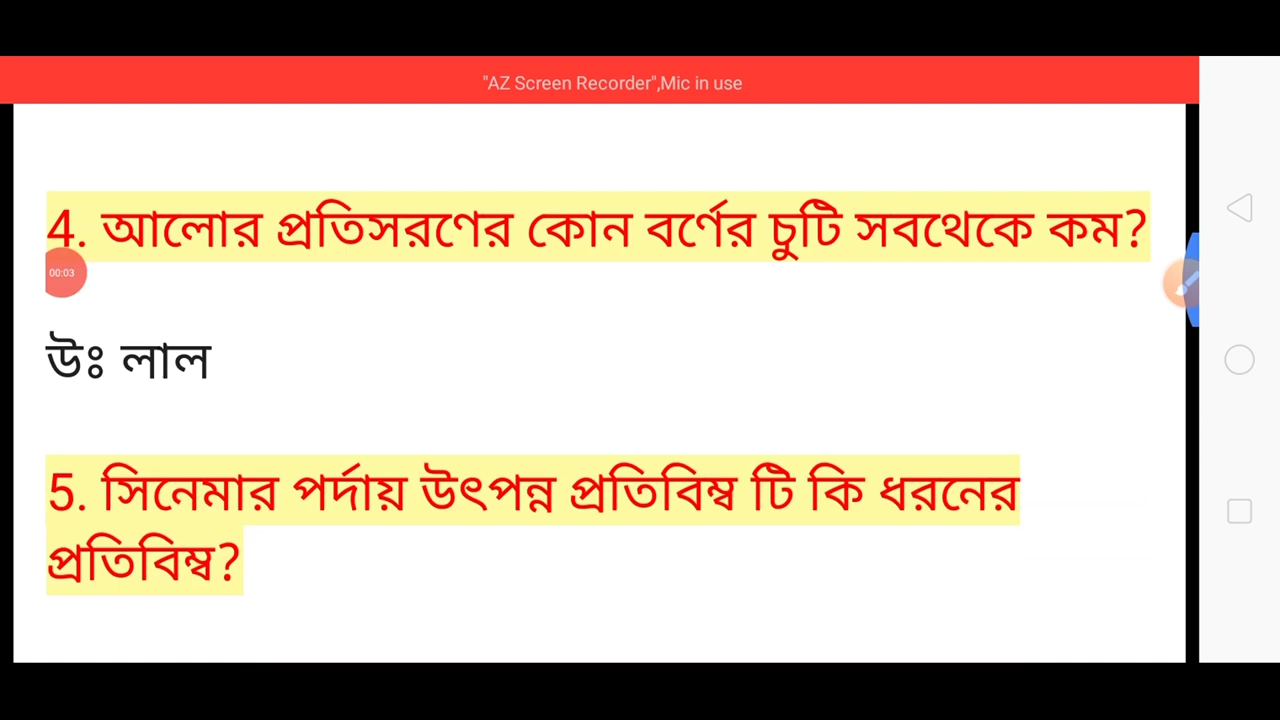 "AZ Screen Recorder",Mic in use
4. আলোর প্রতিসরণের কোন বর্ণের চুটি সবথেকে কম?
00:03
উঃ লাল
5. সিনেমার পর্দায় উৎপন্ন প্রতিবিম্ব টি কি ধরনের
প্রতিবিম্ব?